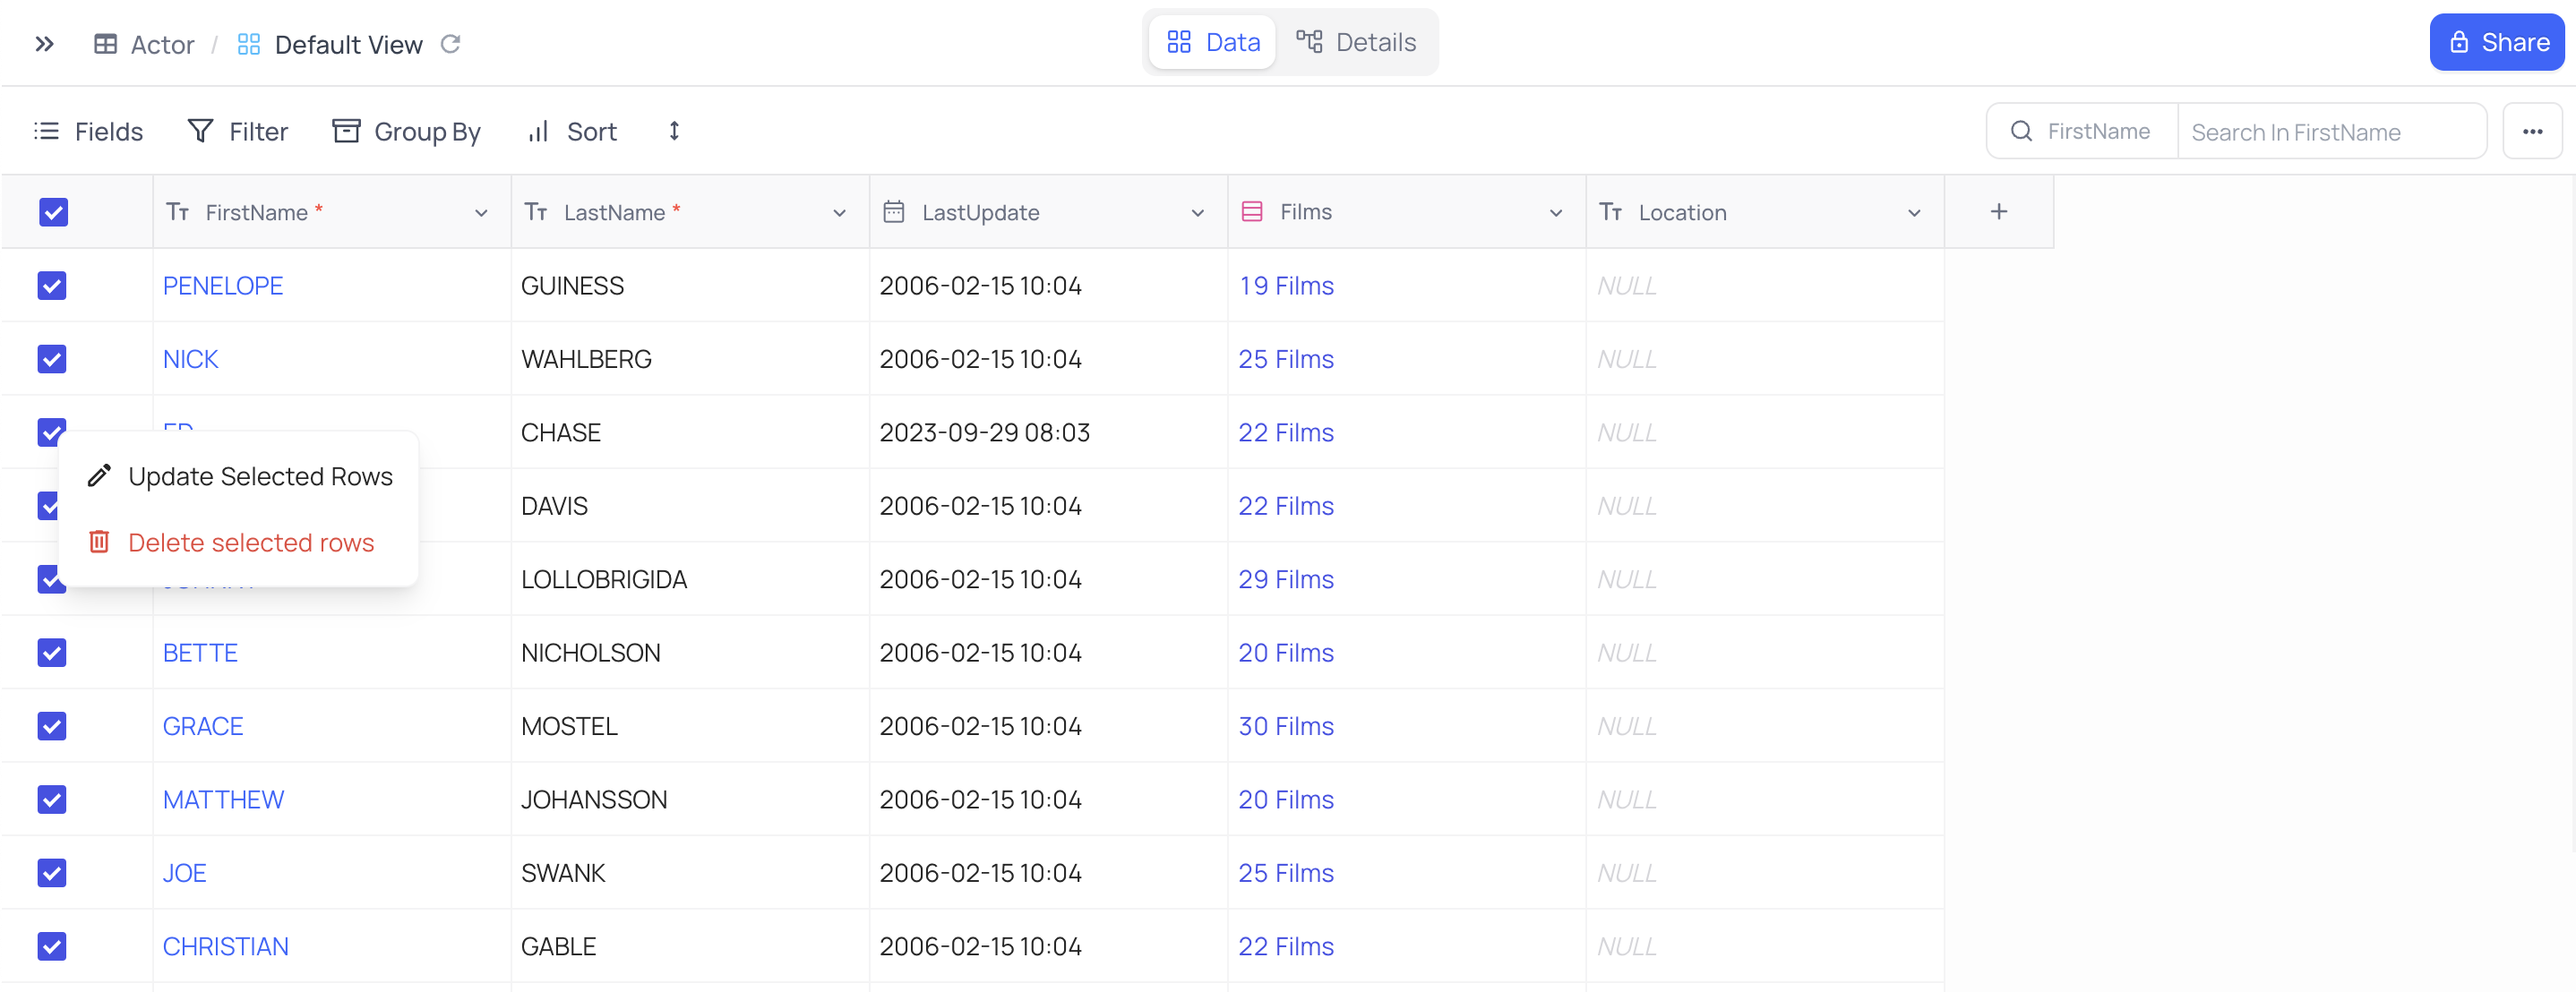 Actor / Default View Data Details Share
Fields Filter Group By Sort FirstName Search In FirstName
FirstName * LastName * LastUpdate Films Location
PENELOPE GUINESS 2006-02-15 10:04 19 Films NULL
NICK WAHLBERG 2006-02-15 10:04 25 Films NULL
CHASE 2023-09-29 08:03 22 Films NULL
Update Selected Rows
DAVIS 2006-02-15 10:04 22 Films NULL
Delete selected rows
LOLLOBRIGIDA 2006-02-15 10:04 29 Films NULL
BETTE NICHOLSON 2006-02-15 10:04 20 Films NULL
GRACE MOSTEL 2006-02-15 10:04 30 Films NULL
MATTHEW JOHANSSON 2006-02-15 10:04 20 Films NULL
JOE SWANK 2006-02-15 10:04 25 Films NULL
CHRISTIAN GABLE 2006-02-15 10:04 22 Films NULL